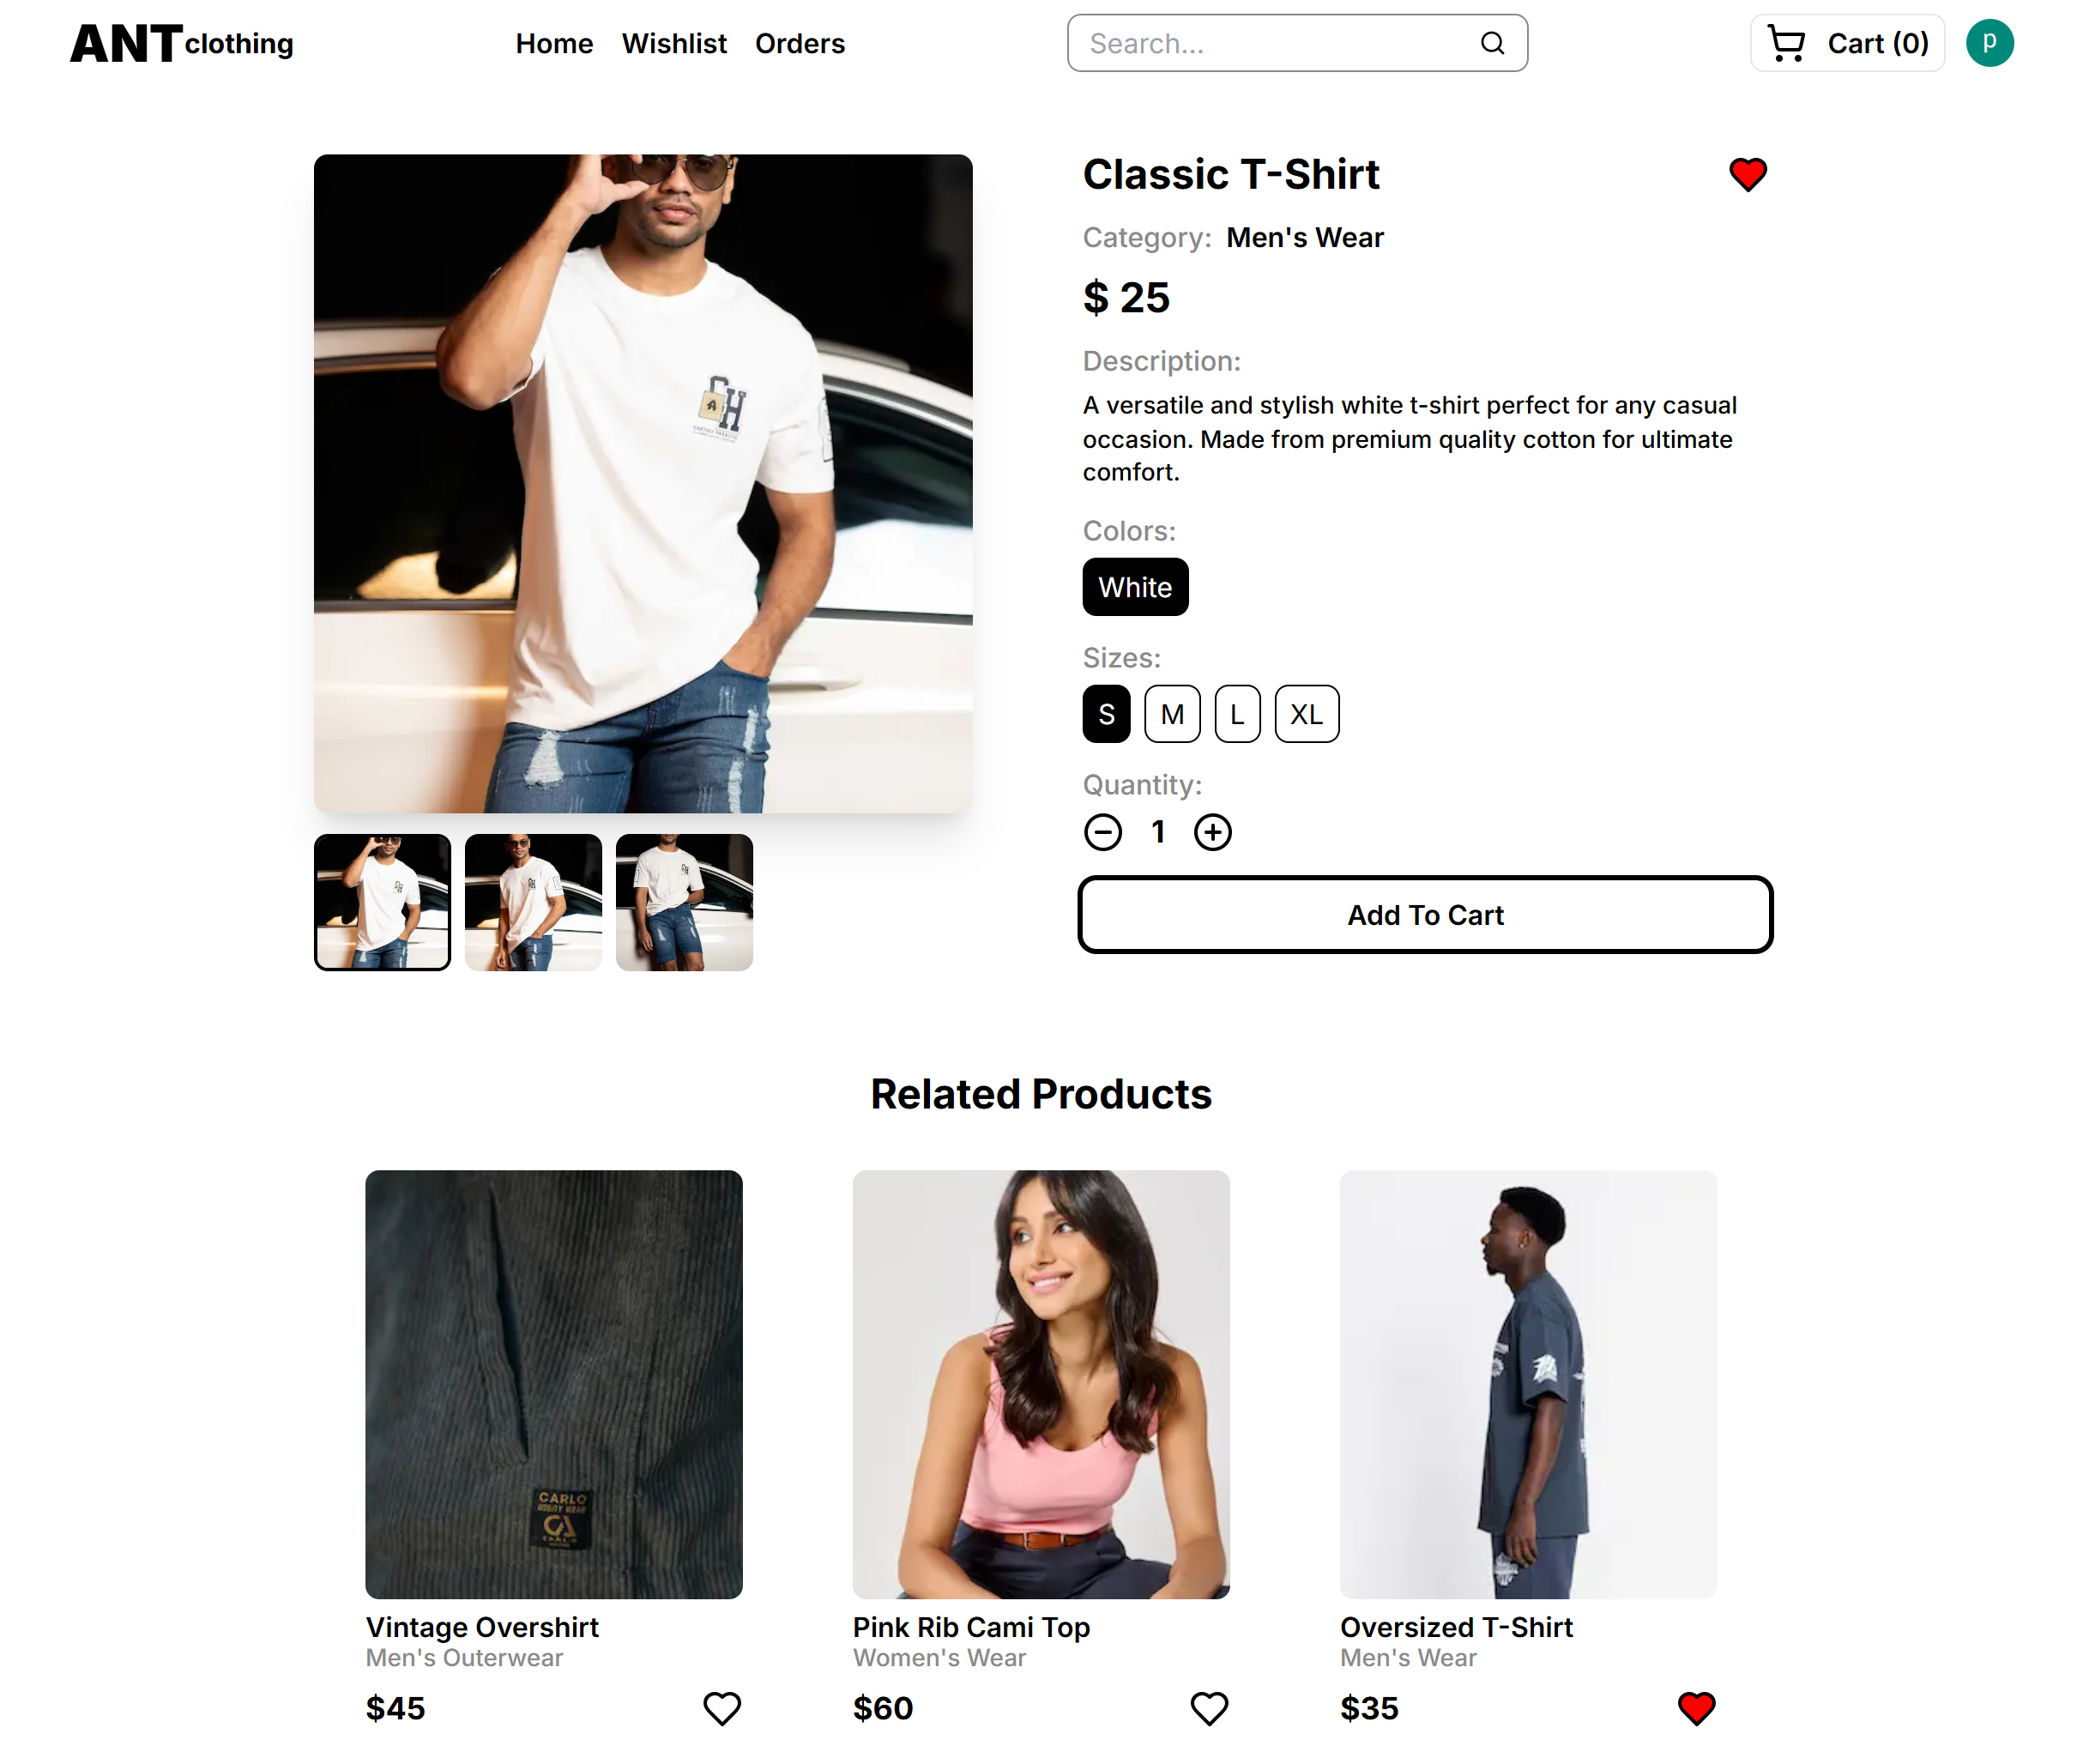 ANT clothing
Home Wishlist Orders
Search...
Cart (0)
p
Classic T-Shirt
Category: Men's Wear
$ 25
Description:
A versatile and stylish white t-shirt perfect for any casual
occasion. Made from premium quality cotton for ultimate
comfort.
Colors:
White
Sizes:
S M L XL
Quantity:
1
Add To Cart
Related Products
CARLO
Vintage Overshirt
Men's Outerwear
$45
Pink Rib Cami Top
Women's Wear
$60
Oversized T-Shirt
Men's Wear
$35